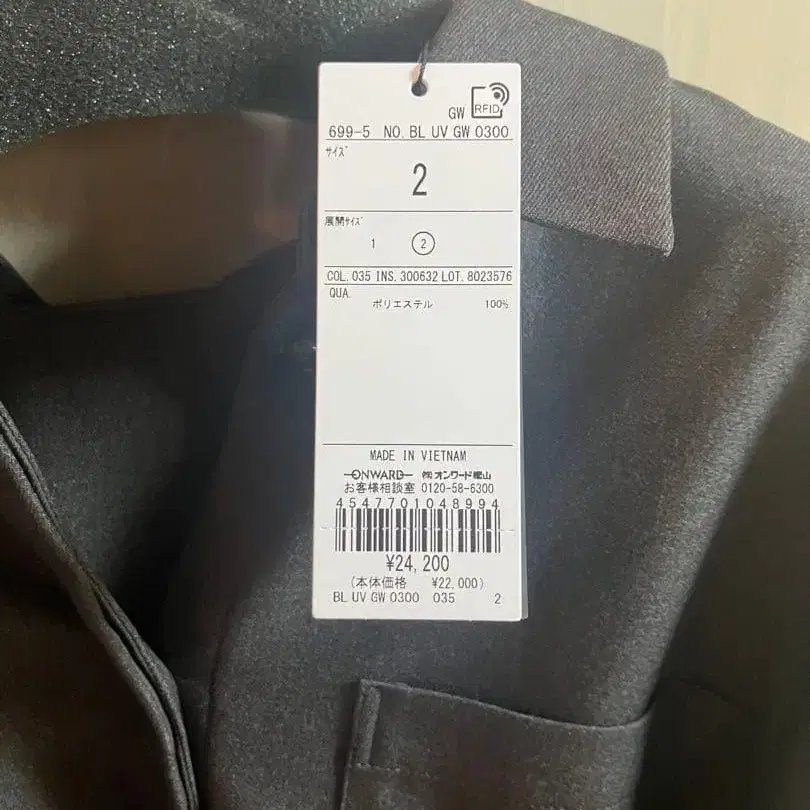 GW RFID
699-5 NO. BL UV GW 0300
ｻｲｽﾞ
2
展開ｻｲｽﾞ
1 2
COL. 035 INS. 300632 LOT. 8023576
QUA.
ポリエステル 100%
MADE IN VIETNAM
ONWARD ㈱オンワード樫山
お客様相談室 0120-58-6300
4547701048994
¥24,200
(本体価格 ¥22,000)
BL UV GW 0300 035 2